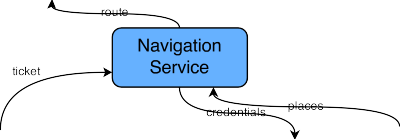 route
Navigation
Service
ticket
credentials
places